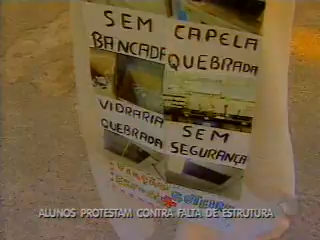 SEM CAPELA
BANCADA QUEBRADA
VIDRARIA
QUEBRADA
SEM
SEGURANÇA
ALUNOS PROTESTAM CONTRA FALTA DE ESTRUTURA